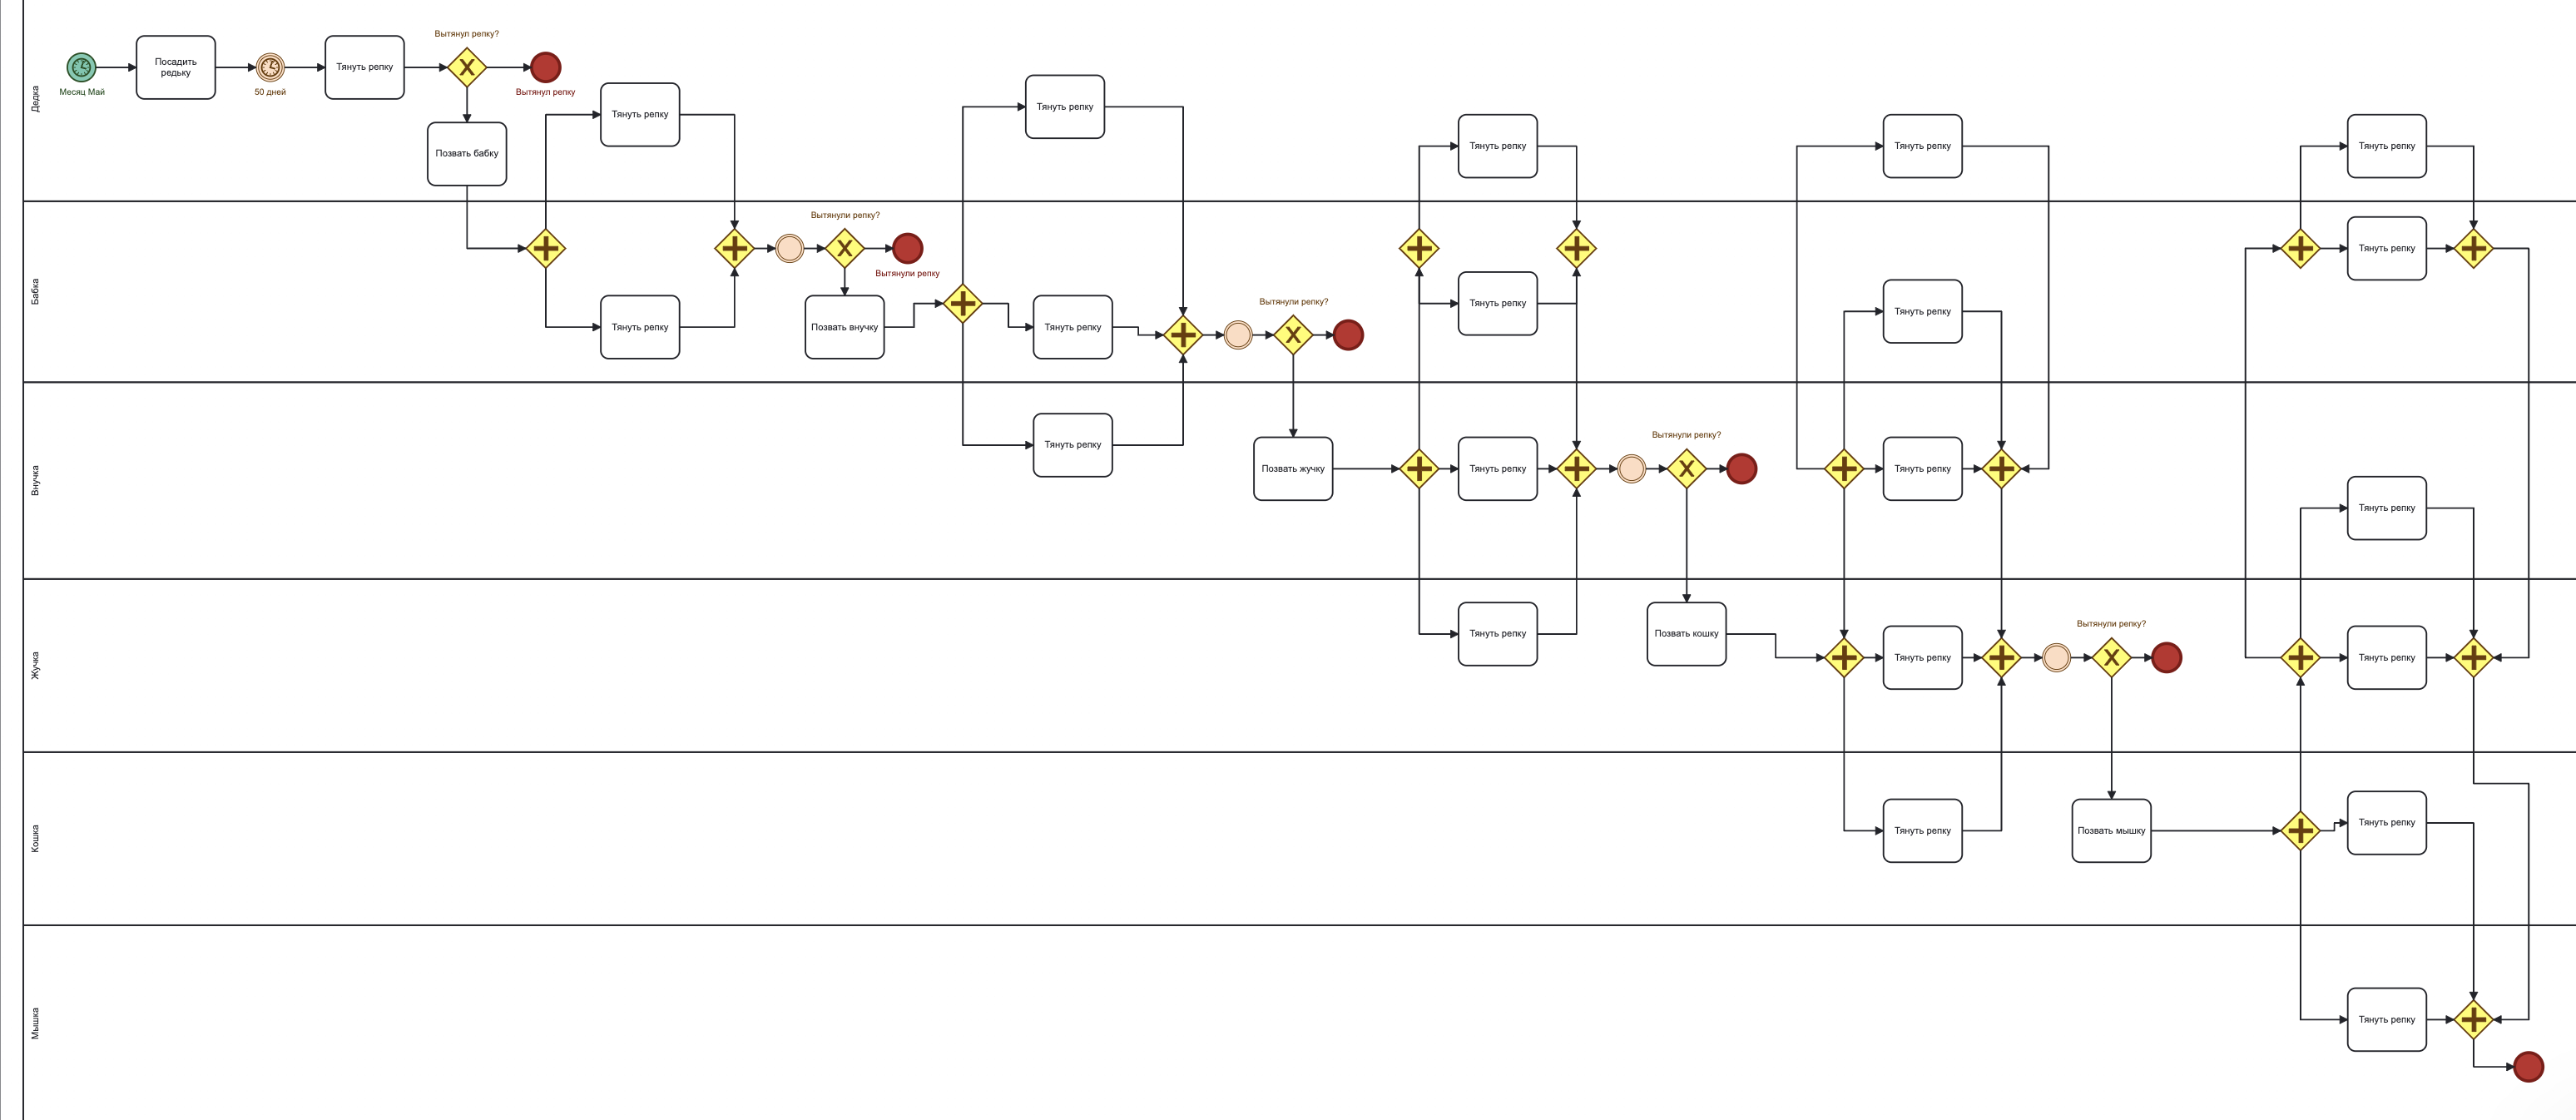 Дедка
Месяц Май
Посадить
редьку
50 дней
Тянуть репку
Вытянул репку?
Вытянул репку
Позвать бабку
Тянуть репку
Тянуть репку
Тянуть репку
Тянуть репку
Тянуть репку
Бабка
Тянуть репку
Вытянули репку?
Вытянули репку
Позвать внучку
Тянуть репку
Вытянули репку?
Тянуть репку
Тянуть репку
Тянуть репку
Внучка
Тянуть репку
Позвать жучку
Тянуть репку
Вытянули репку?
Тянуть репку
Тянуть репку
Жучка
Тянуть репку
Позвать кошку
Тянуть репку
Вытянули репку?
Тянуть репку
Кошка
Тянуть репку
Позвать мышку
Тянуть репку
Мышка
Тянуть репку